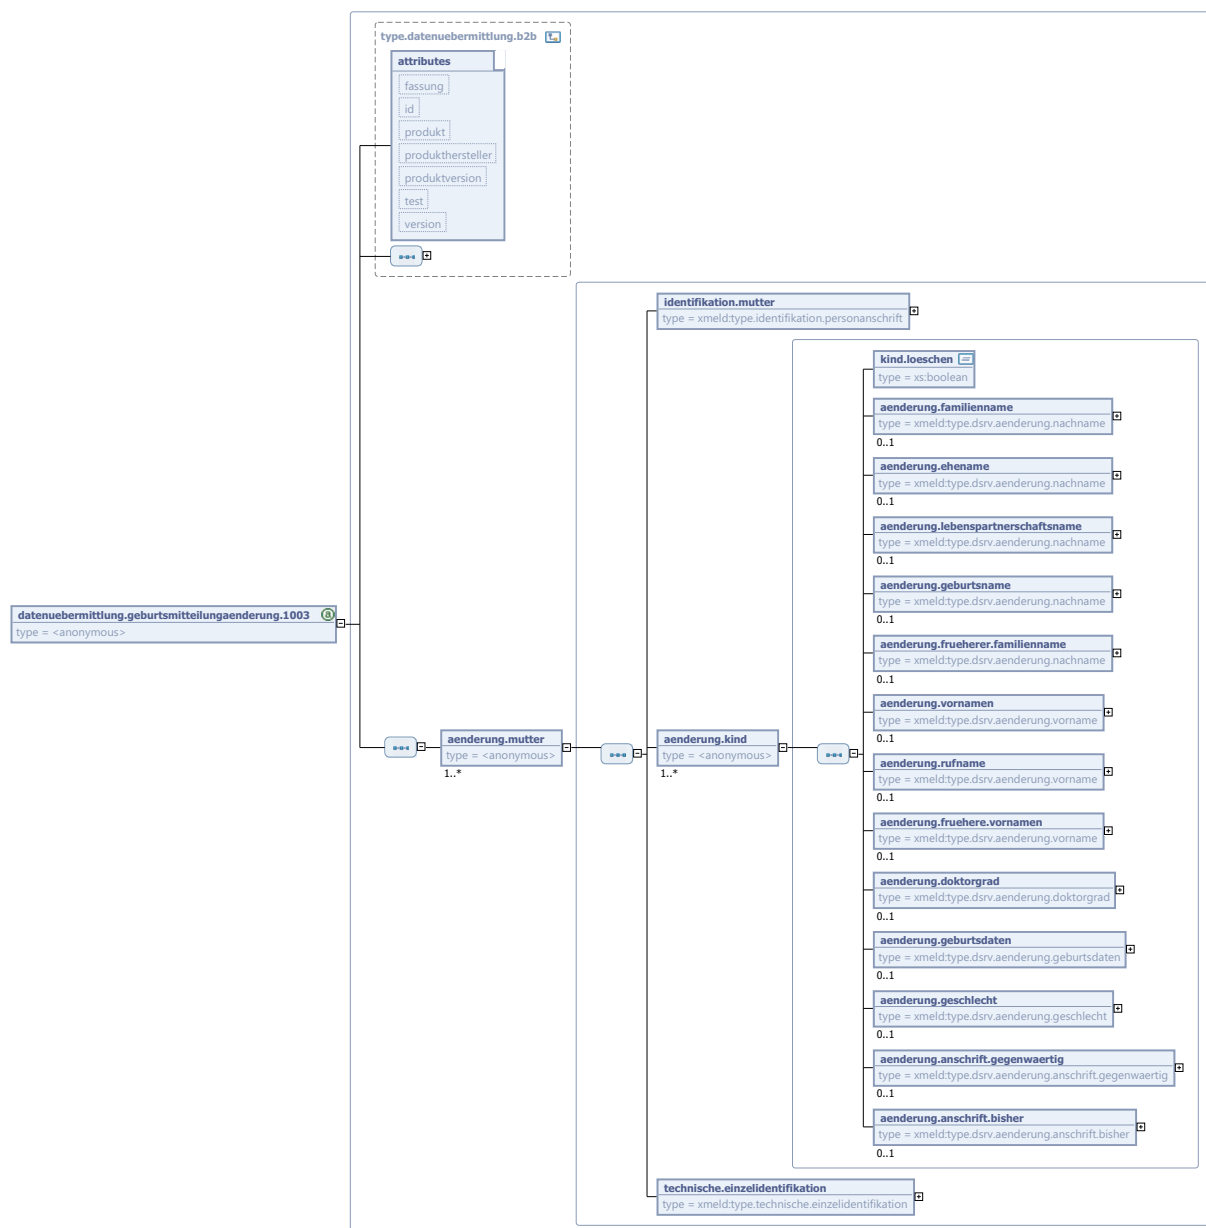 type.datenuebermittlung.b2b
attributes
fassung
id
produkt
produkthersteller
produktversion
test
version
identifikation.mutter
type = xmeld:type.identifikation.personanschrift
kind.loeschen
type = xs:boolean
aenderung.familienname
type = xmeld:type.dsrv.aenderung.nachname
0..1
aenderung.ehename
type = xmeld:type.dsrv.aenderung.nachname
0..1
aenderung.lebenspartnerschaftsname
type = xmeld:type.dsrv.aenderung.nachname
0..1
aenderung.geburtsname
type = xmeld:type.dsrv.aenderung.nachname
0..1
datenuebermittlung.geburtsmitteilungaenderung.1003
a
type = <anonymous>
aenderung.frueherer.familienname
type = xmeld:type.dsrv.aenderung.nachname
0..1
aenderung.vornamen
type = xmeld:type.dsrv.aenderung.vorname
0..1
aenderung.mutter
type = <anonymous>
1..*
aenderung.kind
type = <anonymous>
1..*
aenderung.rufname
type = xmeld:type.dsrv.aenderung.vorname
0..1
aenderung.fruehere.vornamen
type = xmeld:type.dsrv.aenderung.vorname
0..1
aenderung.doktorgrad
type = xmeld:type.dsrv.aenderung.doktorgrad
0..1
aenderung.geburtsdaten
type = xmeld:type.dsrv.aenderung.geburtsdaten
0..1
aenderung.geschlecht
type = xmeld:type.dsrv.aenderung.geschlecht
0..1
aenderung.anschrift.gegenwaertig
type = xmeld:type.dsrv.aenderung.anschrift.gegenwaertig
0..1
aenderung.anschrift.bisher
type = xmeld:type.dsrv.aenderung.anschrift.bisher
0..1
technische.einzelidentifikation
type = xmeld:type.technische.einzelidentifikation